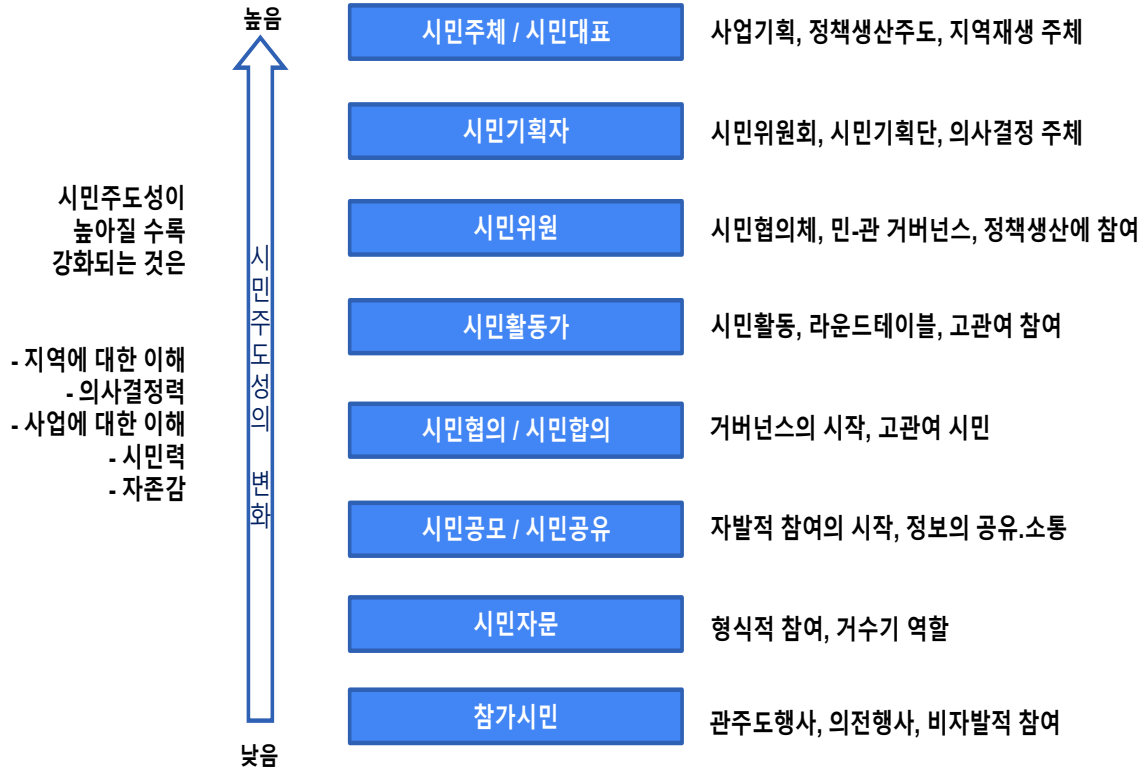 높음
시민주체 / 시민대표
사업기획, 정책생산주도, 지역재생 주체
시민기획자
시민위원회, 시민기획단, 의사결정 주체
시민주도성이
높아질 수록
강화되는 것은
시민위원
시민협의체, 민-관 거버넌스, 정책생산에 참여
시민활동가
시민활동, 라운드테이블, 고관여 참여
- 지역에 대한 이해
- 의사결정력
- 사업에 대한 이해
- 시민력
- 자존감
시민주도성의 변화
시민협의 / 시민합의
거버넌스의 시작, 고관여 시민
시민공모 / 시민공유
자발적 참여의 시작, 정보의 공유.소통
시민자문
형식적 참여, 거수기 역할
참가시민
관주도행사, 의전행사, 비자발적 참여
낮음